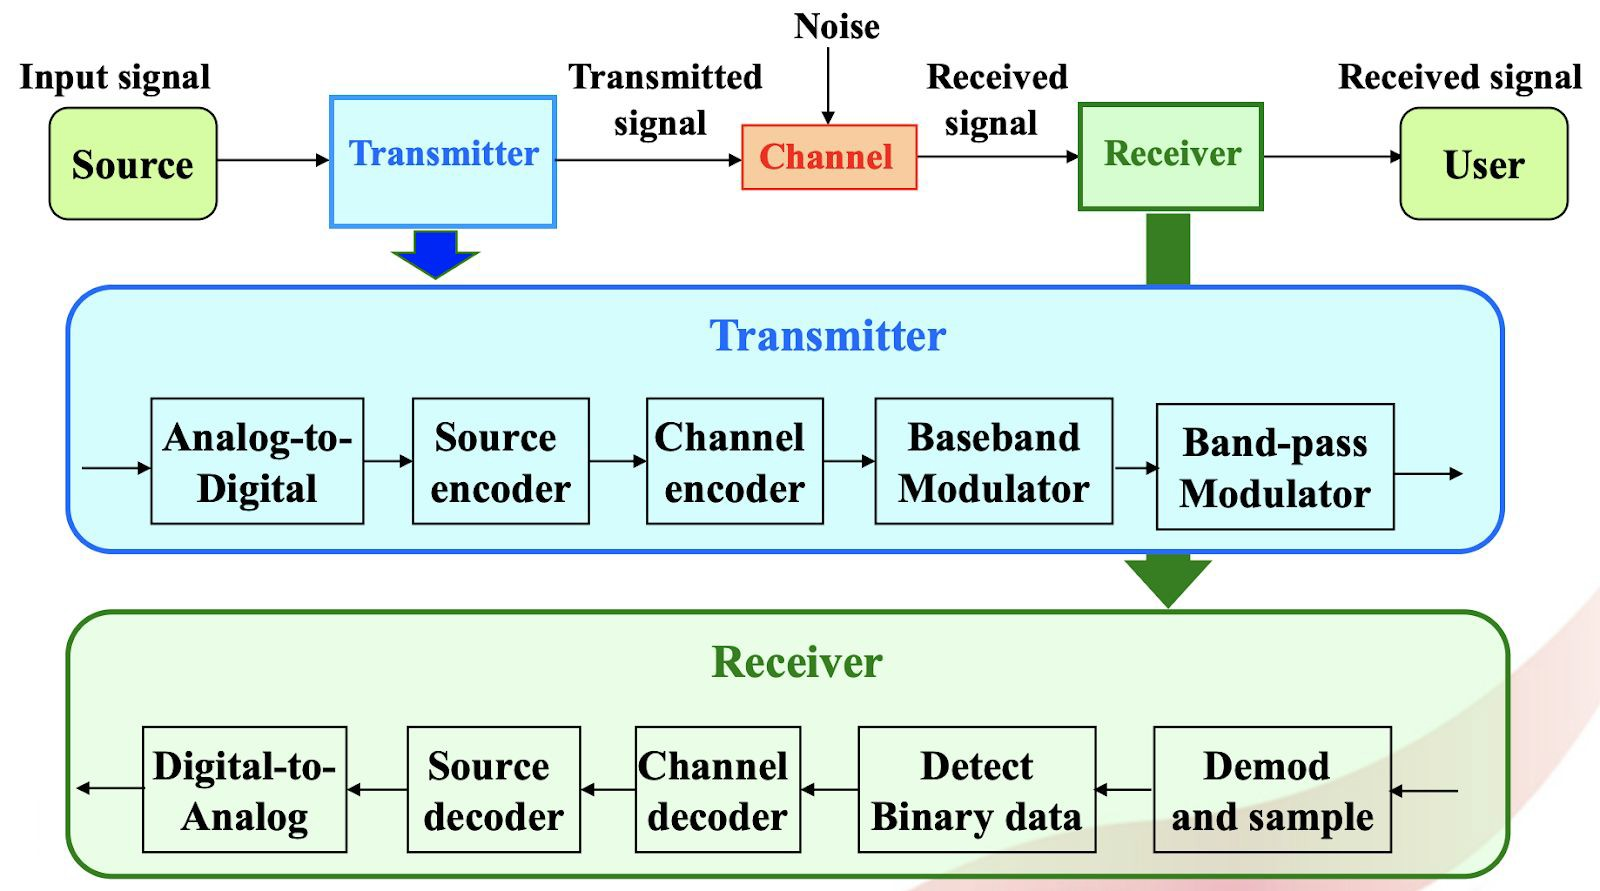 Noise
Input signal
Transmitted
signal
Received
signal
Received signal
Source
Transmitter
Channel
Receiver
User
Transmitter
Analog-to-
Digital
Source
encoder
Channel
encoder
Baseband
Modulator
Band-pass
Modulator
Receiver
Digital-to-
Analog
Source
decoder
Channel
decoder
Detect
Binary data
Demod
and sample